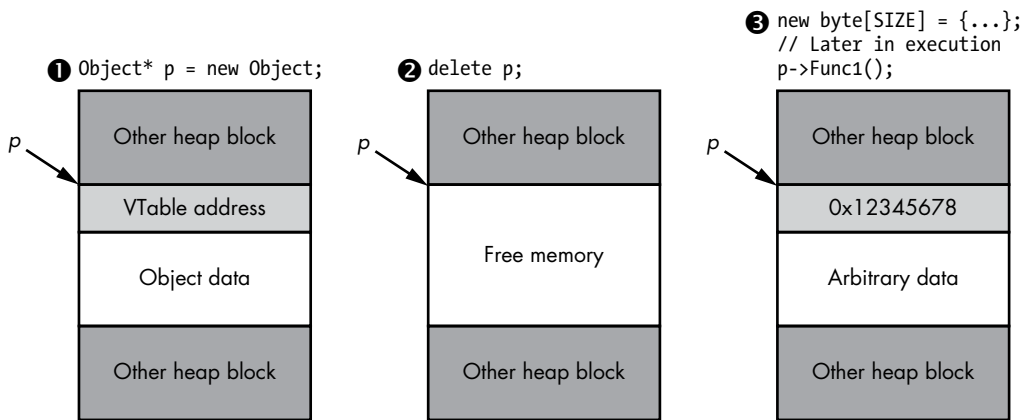 ❶ Object* p = new Object;
p
Other heap block
VTable address
Object data
Other heap block
❷ delete p;
p
Other heap block
Free memory
Other heap block
❸ new byte[SIZE] = {...};
// Later in execution
p->Func1();
p
Other heap block
0x12345678
Arbitrary data
Other heap block